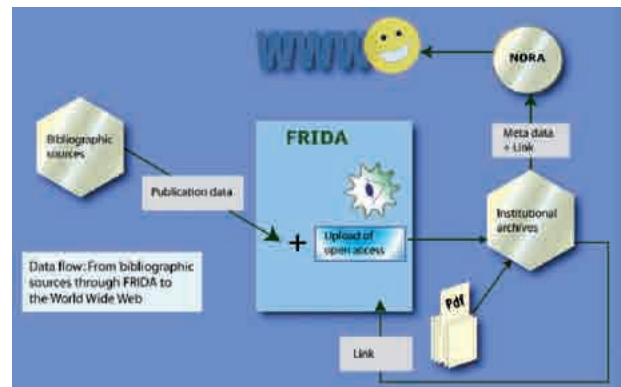 WWW
NORA
Bibliographic
sources
FRIDA
Meta data
+ Link
Publication data
Institutional
archives
+
Upload of
open access
Data flow: From bibliographic
sources through FRIDA to
the World Wide Web
Pdf
Link